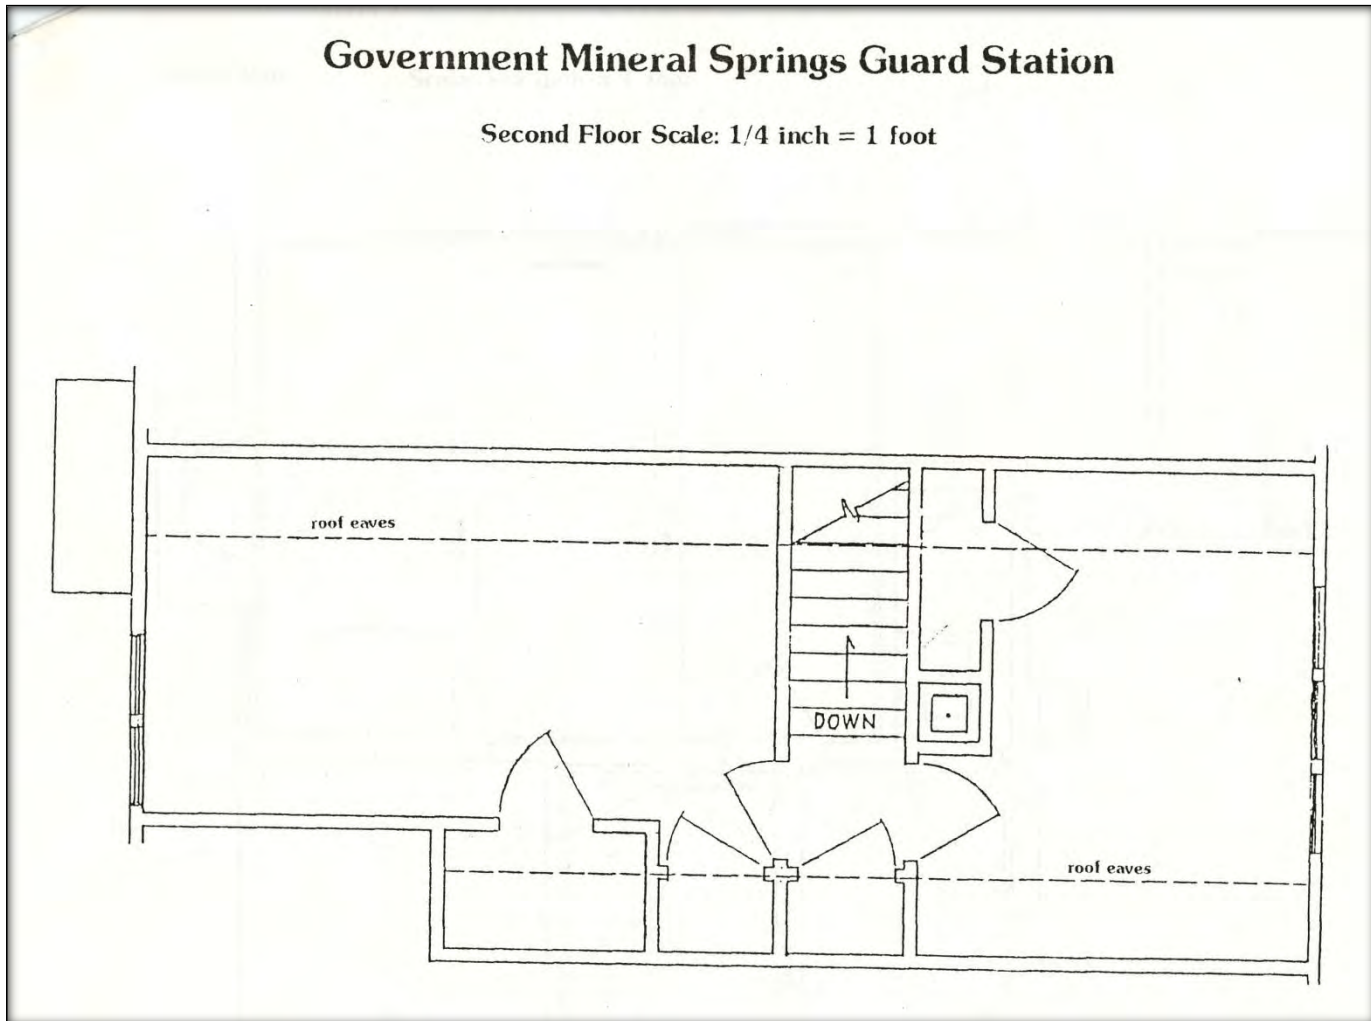 Government Mineral Springs Guard Station
Second Floor Scale: 1/4 inch = 1 foot
roof eaves
DOWN
roof eaves